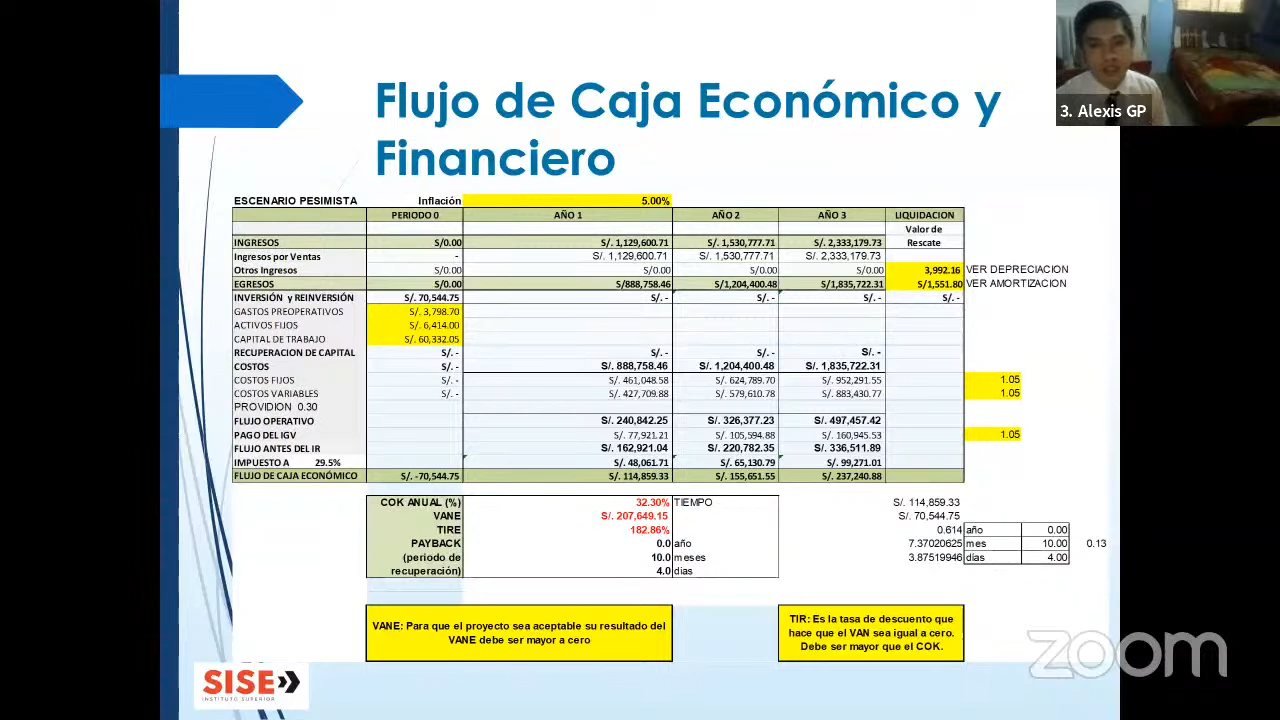 3. Alexis GP
Flujo de Caja Económico y
Financiero
ESCENARIO PESIMISTA Inflación 5.00%
PERIODO 0 AÑO 1 AÑO 2 AÑO 3 LIQUIDACION
Valor de
INGRESOS S/0.00 S/. 1,129,600.71 S/. 1,530,777.71 S/. 2,333,179.73 Rescate
Ingresos por Ventas - S/. 1,129,600.71 S/. 1,530,777.71 S/. 2,333,179.73
Otros Ingresos S/0.00 S/0.00 S/0.00 S/0.00 3,992.16 VER DEPRECIACION
EGRESOS S/0.00 S/888,758.46 S/1,204,400.48 S/1,835,722.31 S/1,551.80 VER AMORTIZACION
INVERSIÓN y REINVERSIÓN S/. 70,544.75 S/. - S/. - S/. - S/. -
GASTOS PREOPERATIVOS S/. 3,798.70
ACTIVOS FIJOS S/. 6,414.00
CAPITAL DE TRABAJO S/. 60,332.05
RECUPERACION DE CAPITAL S/. - S/. - S/. - S/. -
COSTOS S/. - S/. 888,758.46 S/. 1,204,400.48 S/. 1,835,722.31
COSTOS FIJOS S/. - S/. 461,048.58 S/. 624,789.70 S/. 952,291.55 1.05
COSTOS VARIABLES S/. - S/. 427,709.88 S/. 579,610.78 S/. 883,430.77 1.05
PROVIDION 0.30
FLUJO OPERATIVO S/. 240,842.25 S/. 326,377.23 S/. 497,457.42
PAGO DEL IGV S/. 77,921.21 S/. 105,594.88 S/. 160,945.53 1.05
FLUJO ANTES DEL IR S/. 162,921.04 S/. 220,782.35 S/. 336,511.89
IMPUESTO A 29.5% S/. 48,061.71 S/. 65,130.79 S/. 99,271.01
FLUJO DE CAJA ECONÓMICO S/. -70,544.75 S/. 114,859.33 S/. 155,651.55 S/. 237,240.88
COK ANUAL (%) 32.30% TIEMPO S/. 114,859.33
VANE S/. 207,649.15 S/. 70,544.75
TIRE 182.86% 0.614 año 0.00
PAYBACK 0.0 año 7.37020625 mes 10.00 0.13
(periodo de 10.0 meses 3.87519946 dias 4.00
recuperación) 4.0 dias
VANE: Para que el proyecto sea aceptable su resultado del
VANE debe ser mayor a cero
TIR: Es la tasa de descuento que
hace que el VAN sea igual a cero.
Debe ser mayor que el COK.
zoom
SISE
INSTITUTO SUPERIOR